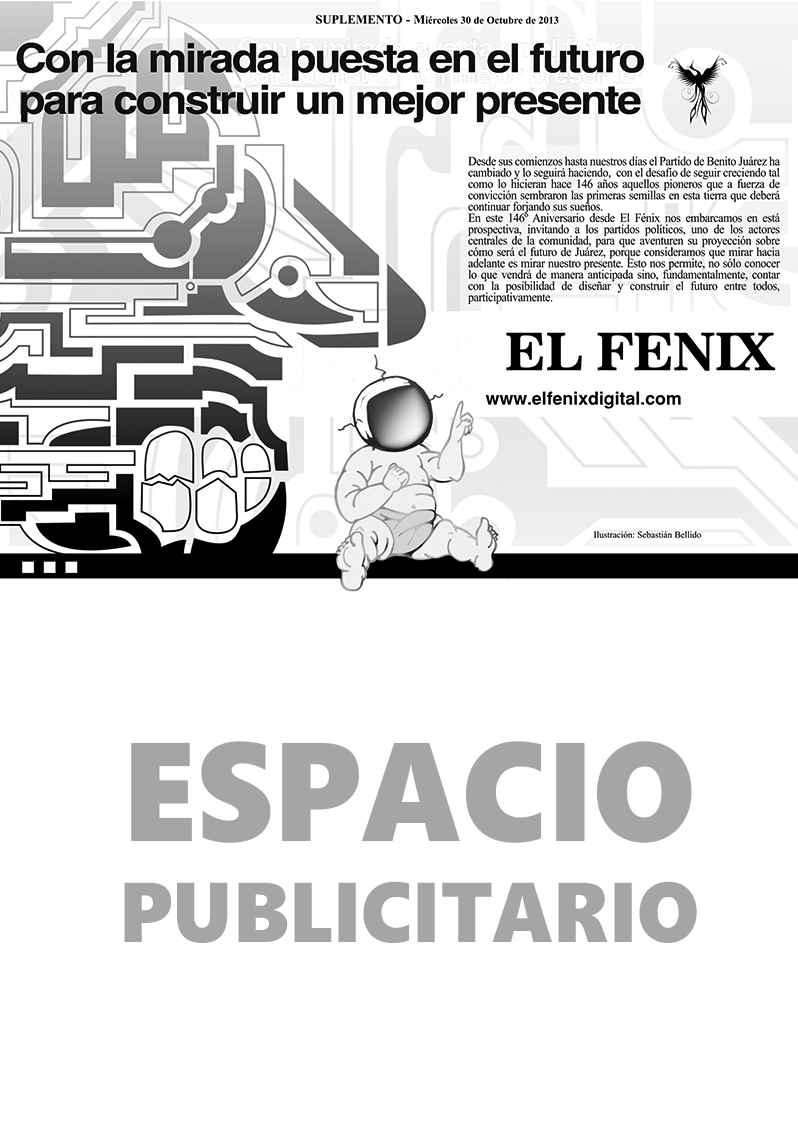 SUPLEMENTO - Miércoles 30 de Octubre de 2013
Con la mirada puesta en el futuro
para construir un mejor presente
Desde sus comienzos hasta nuestros días el Partido de Benito Juárez ha
cambiado y lo seguirá haciendo, con el desafío de seguir creciendo tal
como lo hicieran hace 146 años aquellos pioneros que a fuerza de
convicción sembraron las primeras semillas en esta tierra que deberá
continuar forjando sus sueños.
En este 146º Aniversario desde El Fénix nos embarcamos en está
prospectiva, invitando a los partidos políticos, uno de los actores
centrales de la comunidad, para que aventuren su proyección sobre
cómo será el futuro de Juárez, porque consideramos que mirar hacia
adelante es mirar nuestro presente. Esto nos permite, no sólo conocer
lo que vendrá de manera anticipada sino, fundamentalmente, contar
con la posibilidad de diseñar y construir el futuro entre todos,
participativamente.
EL FENIX
www.elfenixdigital.com
Ilustración: Sebastián Bellido
ESPACIO
PUBLICITARIO